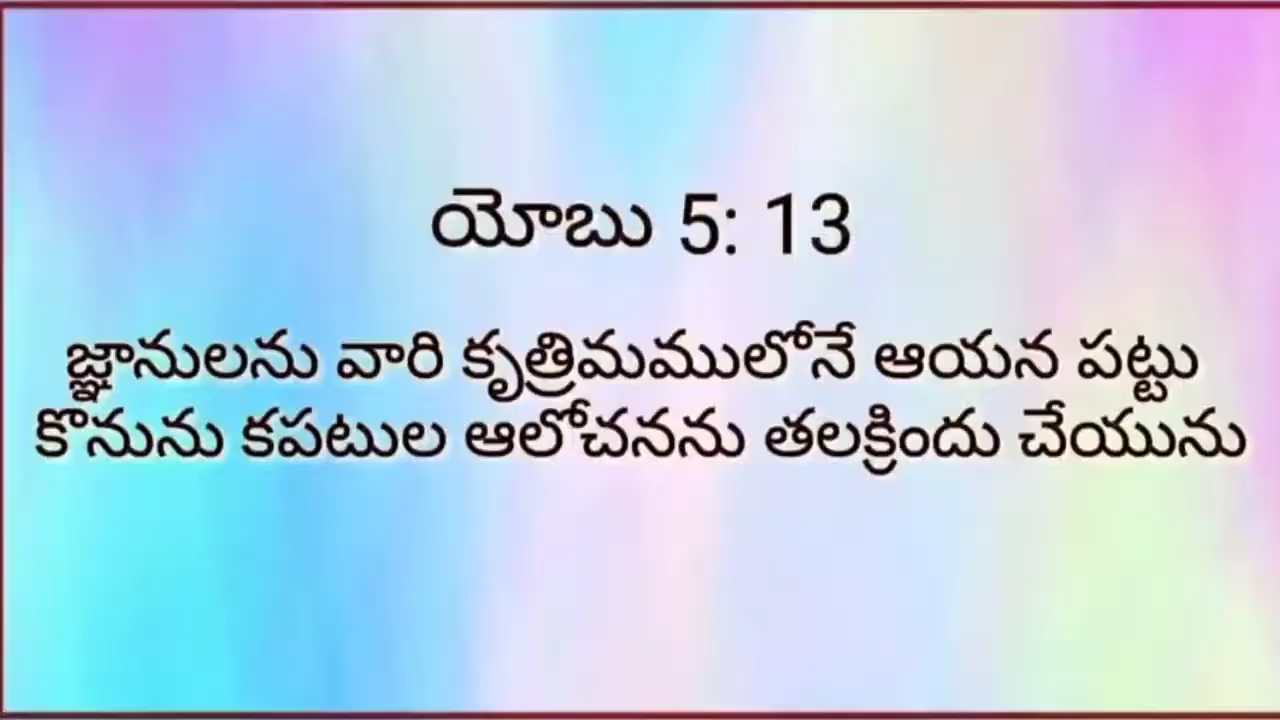 యోబు 5: 13
జ్ఞానులను వారి కృత్రిమములోనే ఆయన పట్టు
కొనును కపటుల ఆలోచనను తలక్రిందు చేయును